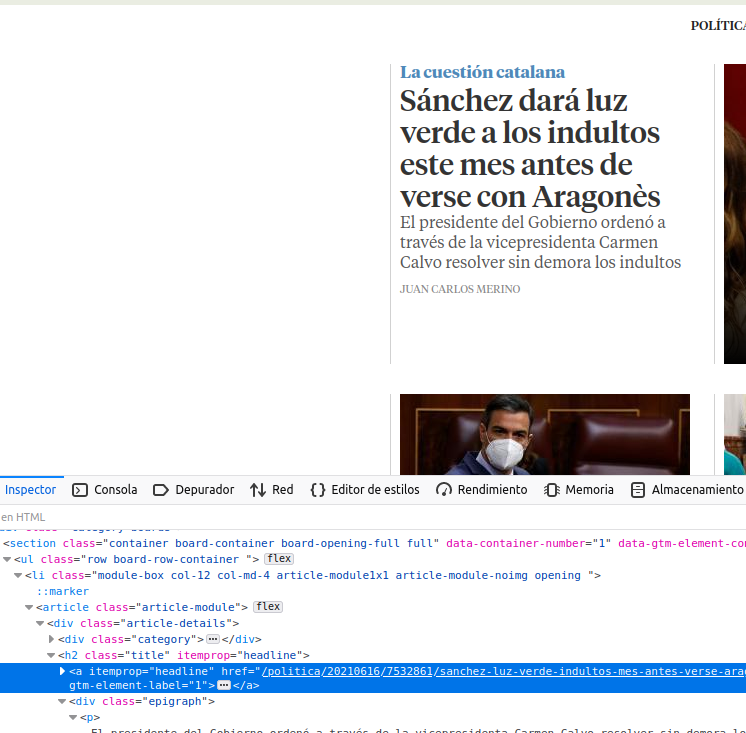 POLÍTICA
La cuestión catalana
Sánchez dará luz
verde a los indultos
este mes antes de
verse con Aragonès
El presidente del Gobierno ordenó a
través de la vicepresidenta Carmen
Calvo resolver sin demora los indultos
JUAN CARLOS MERINO
Inspector Consola Depurador Red Editor de estilos Rendimiento Memoria Almacenamiento
en HTML
<section class="container board-container board-opening-full full" data-container-number="1" data-gtm-element-con
<ul class="row board-row-container "> flex
<li class="module-box col-12 col-md-4 article-module1x1 article-module-noimg opening ">
::marker
<article class="article-module"> flex
<div class="article-details">
<div class="category"> ··· </div>
<h2 class="title" itemprop="headline">
<a itemprop="headline" href="/politica/20210616/7532861/sanchez-luz-verde-indultos-mes-antes-verse-arag
gtm-element-label="1"> ··· </a>
<div class="epigraph">
<p>
El presidente del Gobierno ordenó a través de la vicepresidenta Carmen Calvo resolver sin demora lo